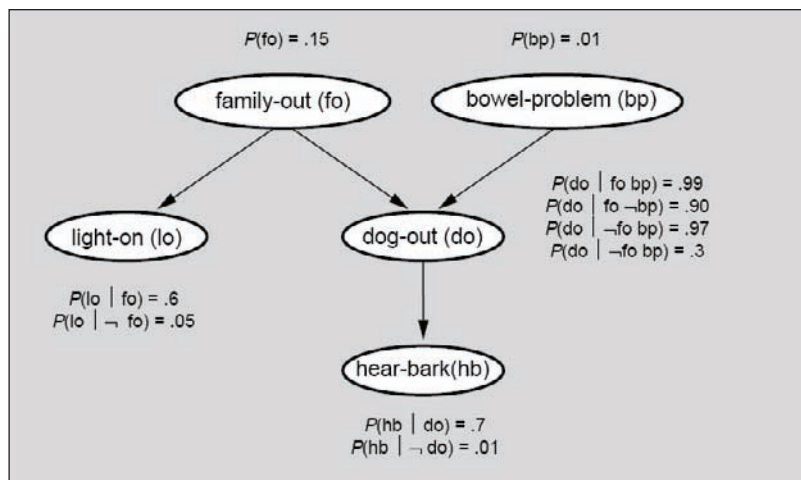 P(fo) = .15
P(bp) = .01
family-out (fo)
bowel-problem (bp)
light-on (lo)
dog-out (do)
P(do | fo bp) = .99
P(do | fo ¬bp) = .90
P(do | ¬fo bp) = .97
P(do | ¬fo bp) = .3
P(lo | fo) = .6
P(lo | ¬ fo) = .05
hear-bark(hb)
P(hb | do) = .7
P(hb | ¬ do) = .01